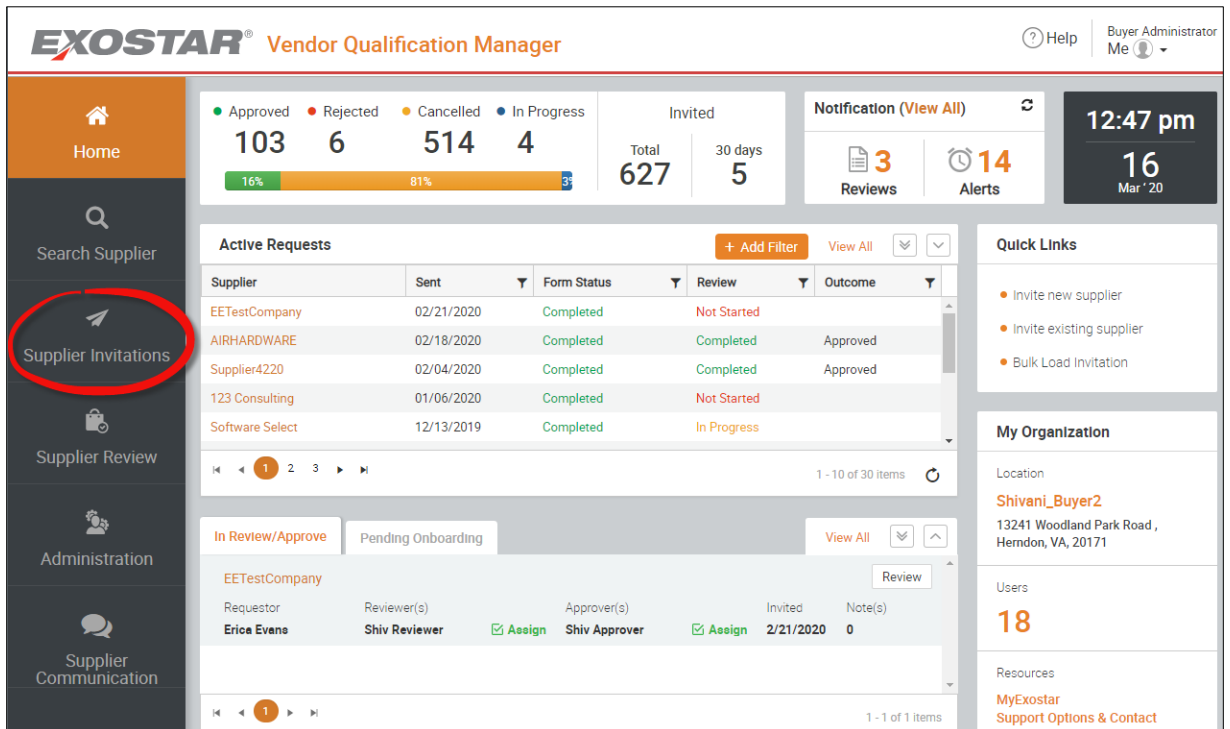 EXOSTAR® Vendor Qualification Manager
? Help
Buyer Administrator
Me
Home
Search Supplier
Supplier Invitations
Supplier Review
Administration
Supplier
Communication
Approved Rejected Cancelled In Progress
103 6 514 4
16% 81% 3%
Invited
Total 30 days
627 5
Notification (View All)
3 14
Reviews Alerts
12:47 pm
16
Mar ' 20
Active Requests + Add Filter View All
Supplier Sent Form Status Review Outcome
EETestCompany 02/21/2020 Completed Not Started
AIRHARDWARE 02/18/2020 Completed Completed Approved
Supplier4220 02/04/2020 Completed Completed Approved
123 Consulting 01/06/2020 Completed Not Started
Software Select 12/13/2019 Completed In Progress
1 2 3 1 - 10 of 30 items
In Review/Approve Pending Onboarding View All
EETestCompany Review
Requestor Reviewer(s) Approver(s) Invited Note(s)
Erica Evans Shiv Reviewer Assign Shiv Approver Assign 2/21/2020 0
1 1 - 1 of 1 items
Quick Links
Invite new supplier
Invite existing supplier
Bulk Load Invitation
My Organization
Location
Shivani_Buyer2
13241 Woodland Park Road ,
Herndon, VA, 20171
Users
18
Resources
MyExostar
Support Options & Contact